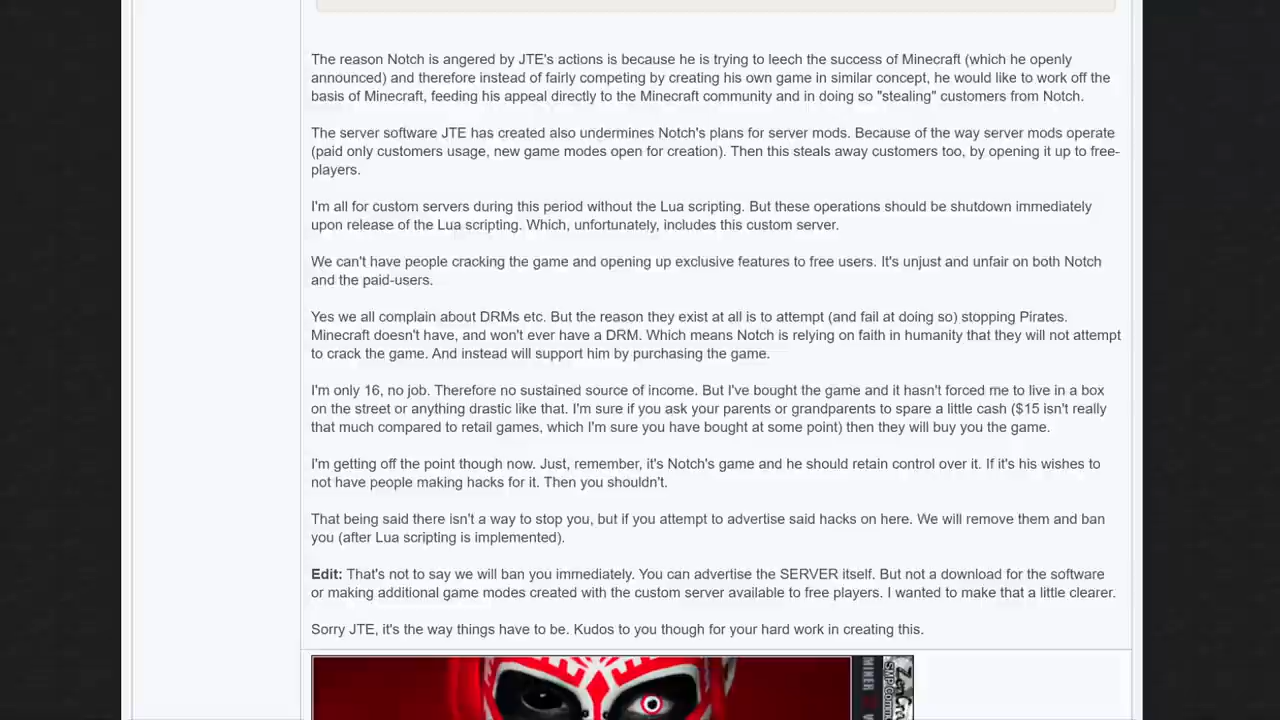 The reason Notch is angered by JTE's actions is because he is trying to leech the success of Minecraft (which he openly
announced) and therefore instead of fairly competing by creating his own game in similar concept, he would like to work off the
basis of Minecraft, feeding his appeal directly to the Minecraft community and in doing so "stealing" customers from Notch.
The server software JTE has created also undermines Notch's plans for server mods. Because of the way server mods operate
(paid only customers usage, new game modes open for creation). Then this steals away customers too, by opening it up to free-
players.
I'm all for custom servers during this period without the Lua scripting. But these operations should be shutdown immediately
upon release of the Lua scripting. Which, unfortunately, includes this custom server.
We can't have people cracking the game and opening up exclusive features to free users. It's unjust and unfair on both Notch
and the paid-users.
Yes we all complain about DRMs etc. But the reason they exist at all is to attempt (and fail at doing so) stopping Pirates.
Minecraft doesn't have, and won't ever have a DRM. Which means Notch is relying on faith in humanity that they will not attempt
to crack the game. And instead will support him by purchasing the game.
I'm only 16, no job. Therefore no sustained source of income. But I've bought the game and it hasn't forced me to live in a box
on the street or anything drastic like that. I'm sure if you ask your parents or grandparents to spare a little cash ($15 isn't really
that much compared to retail games, which I'm sure you have bought at some point) then they will buy you the game.
I'm getting off the point though now. Just, remember, it's Notch's game and he should retain control over it. If it's his wishes to
not have people making hacks for it. Then you shouldn't.
That being said there isn't a way to stop you, but if you attempt to advertise said hacks on here. We will remove them and ban
you (after Lua scripting is implemented).
Edit: That's not to say we will ban you immediately. You can advertise the SERVER itself. But not a download for the software
or making additional game modes created with the custom server available to free players. I wanted to make that a little clearer.
Sorry JTE, it's the way things have to be. Kudos to you though for your hard work in creating this.
MINER